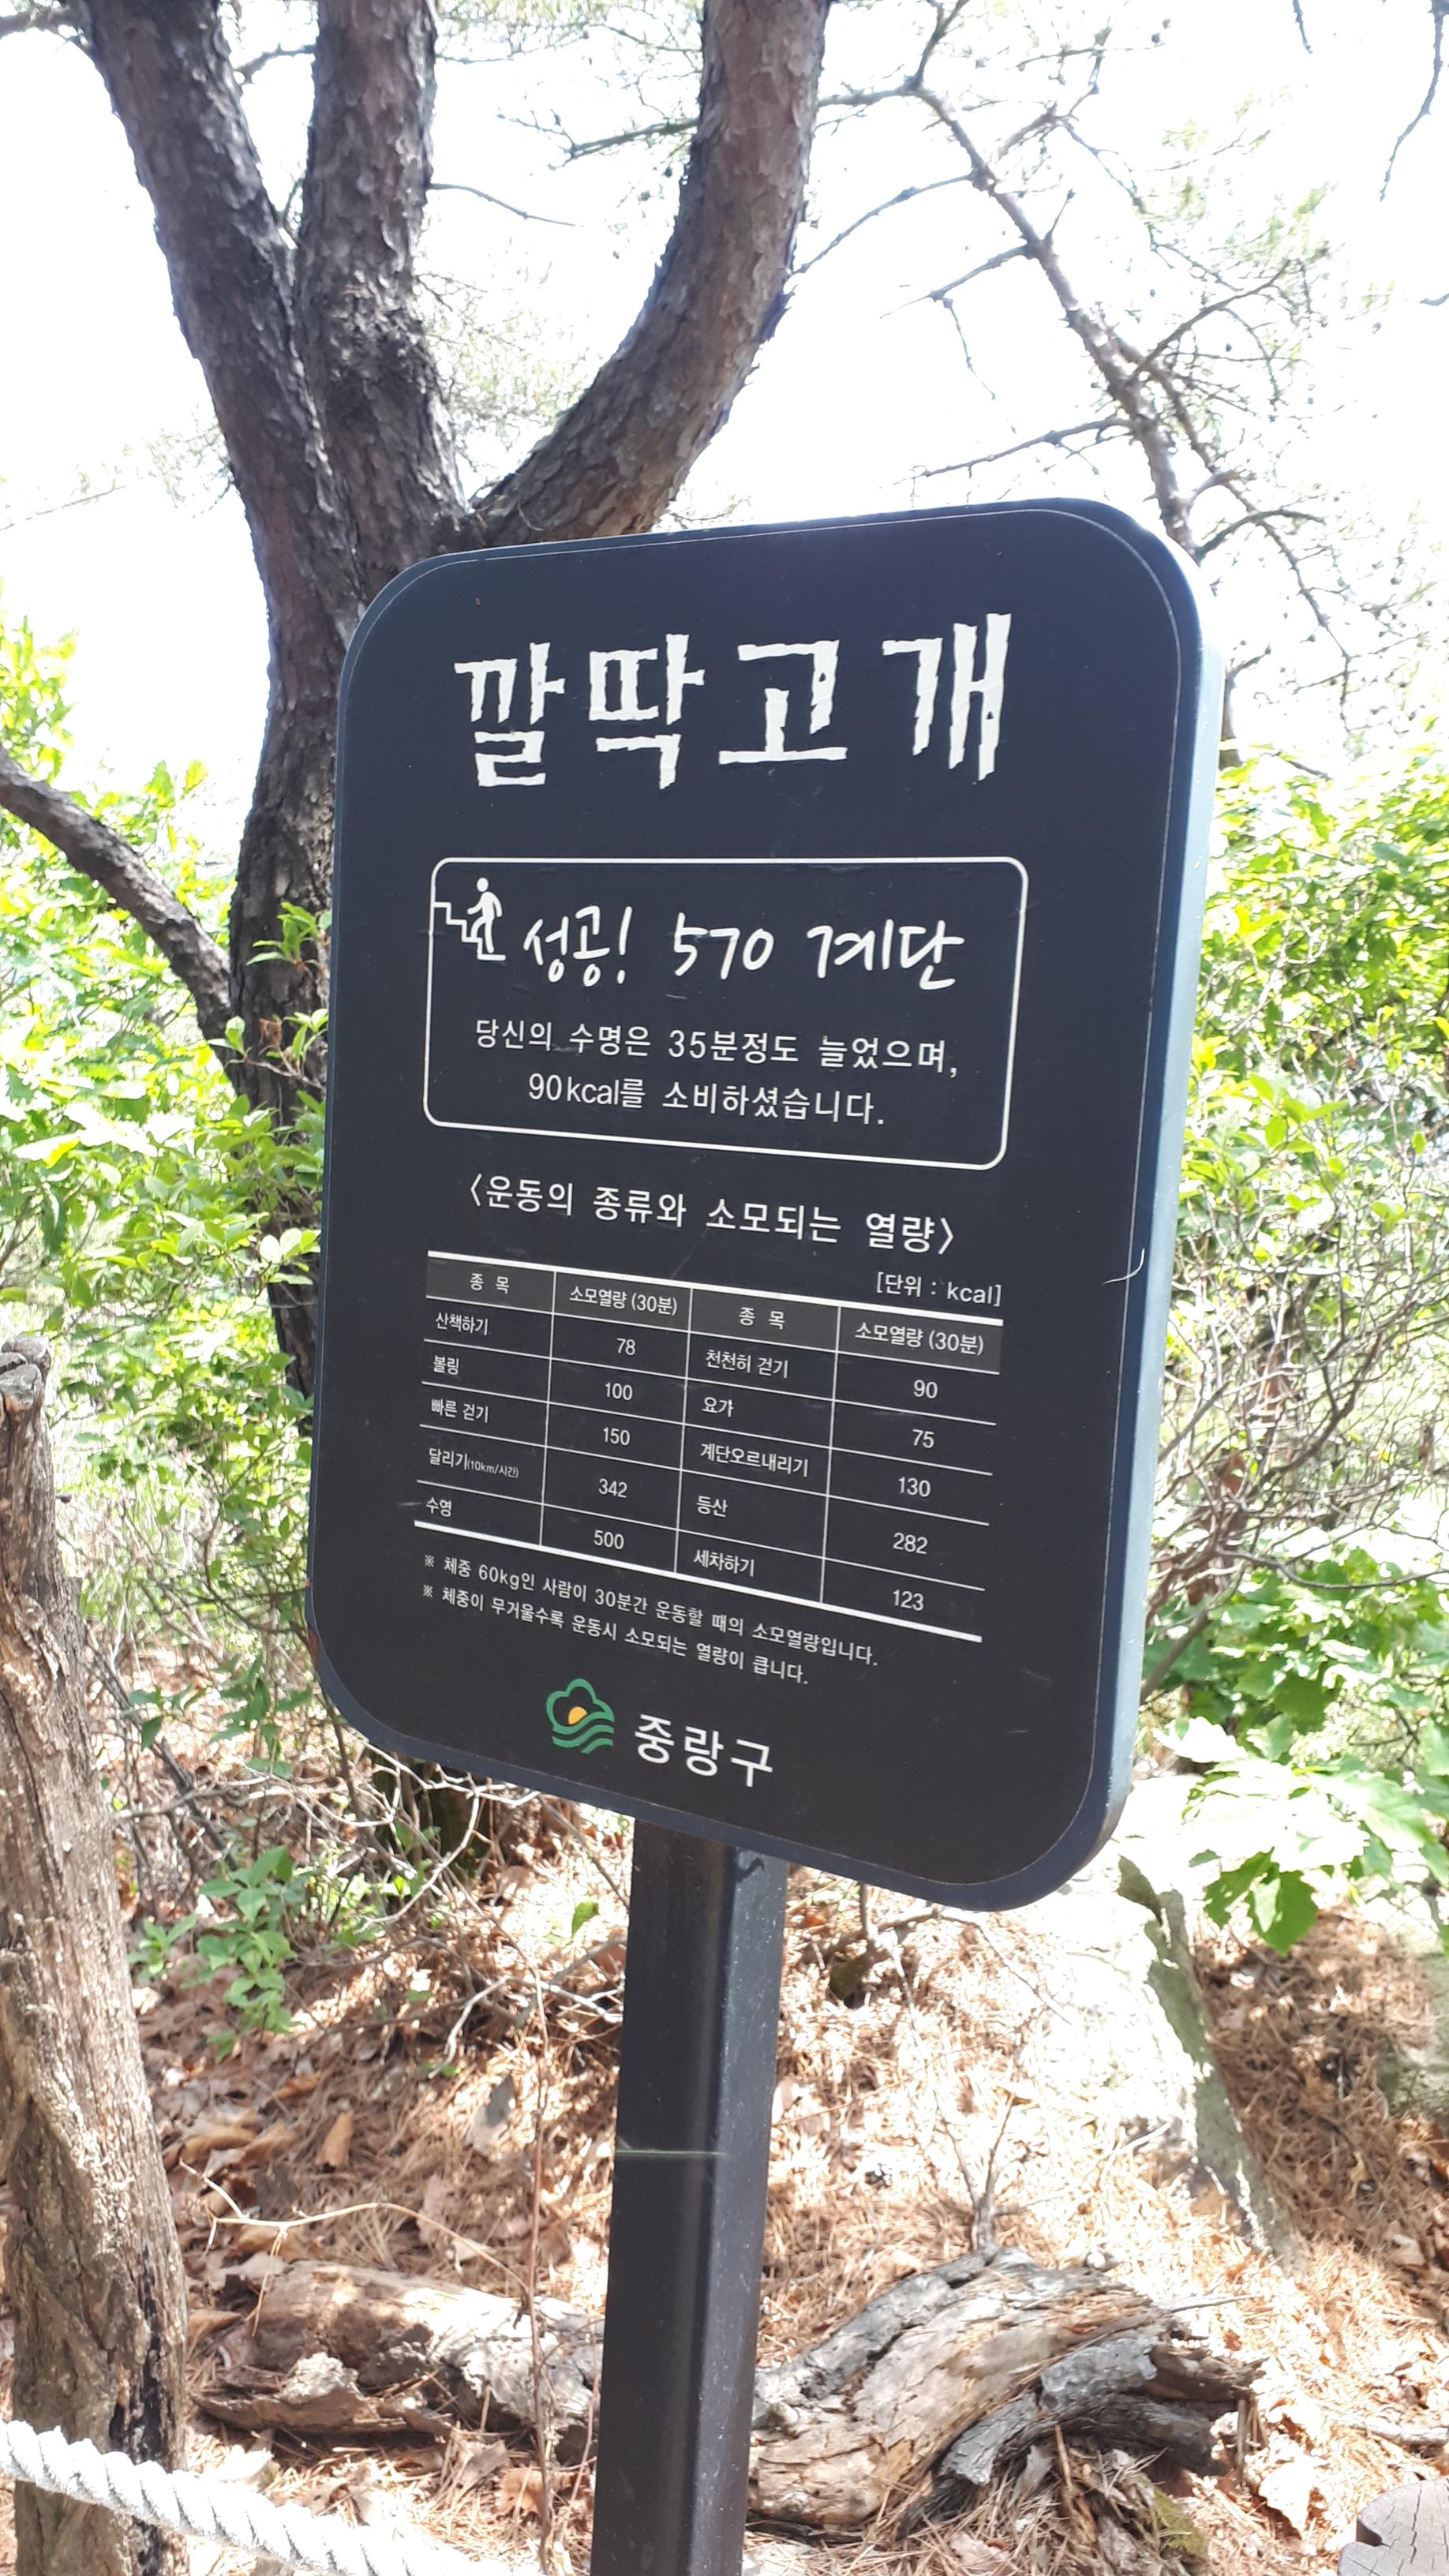 깔딱고개
성공! 570 계단
당신의 수명은 35분정도 늘었으며,
90kcal를 소비하셨습니다.
〈운동의 종류와 소모되는 열량〉
[단위 : kcal]
종 목 소모열량 (30분) 종 목 소모열량 (30분)
산책하기 78 천천히 걷기 90
볼링 100 요가 75
빠른 걷기 150 계단오르내리기 130
달리기(10km/시간) 342 등산 282
수영 500 세차하기 123
※ 체중 60kg인 사람이 30분간 운동할 때의 소모열량입니다.
※ 체중이 무거울수록 운동시 소모되는 열량이 큽니다.
중랑구